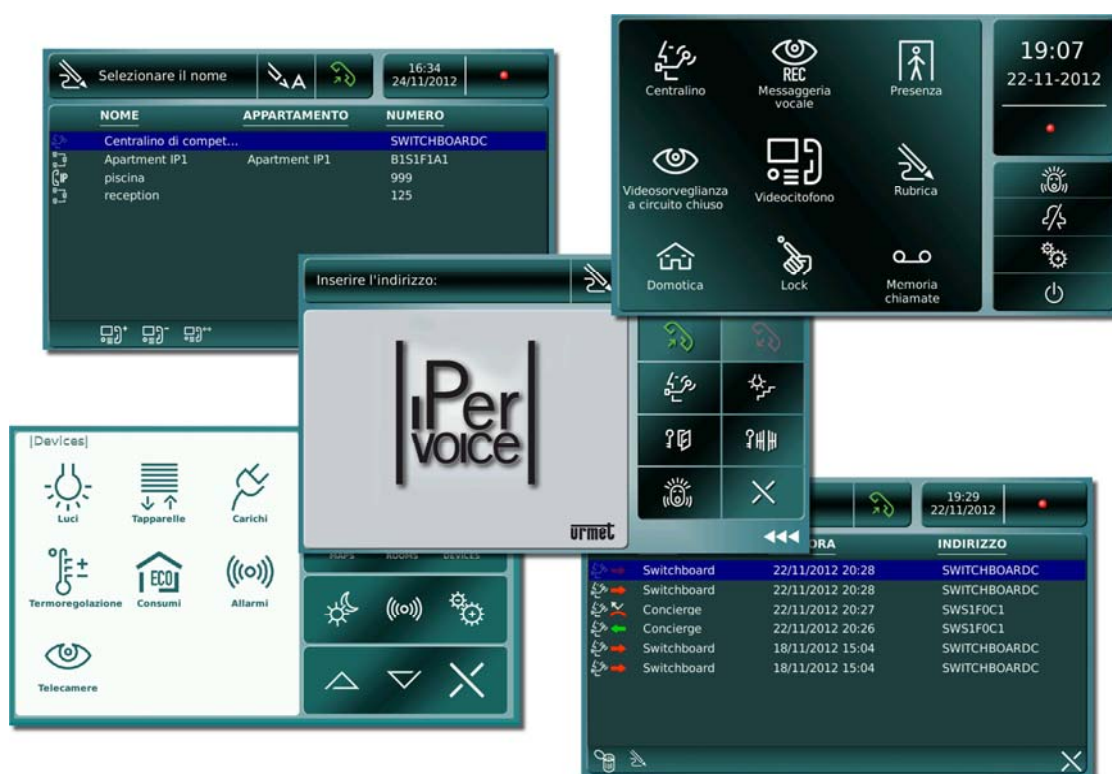 Selezionare il nome
A
16:34
24/11/2012
NOME APPARTAMENTO NUMERO
Centralino di compet... SWITCHBOARDC
Apartment IP1 Apartment IP1 B1S1F1A1
IP piscina 999
reception 125
Centralino
REC
Messaggeria
vocale
Presenza
Videosorveglianza
a circuito chiuso
Videocitofono
Rubrica
Domotica
Lock
Memoria
chiamate
19:07
22-11-2012
Inserire l'indirizzo:
iPer
voice
urmet
|Devices|
Luci
Tapparelle
Carichi
Termoregolazione
ECO
Consumi
Allarmi
Telecamere
MAPS ROOMS DEVICES
19:29
22/11/2012
ORA INDIRIZZO
Switchboard 22/11/2012 20:28 SWITCHBOARDC
Switchboard 22/11/2012 20:28 SWITCHBOARDC
Concierge 22/11/2012 20:27 SWS1F0C1
Concierge 22/11/2012 20:26 SWS1F0C1
Switchboard 18/11/2012 15:04 SWITCHBOARDC
Switchboard 18/11/2012 15:04 SWITCHBOARDC